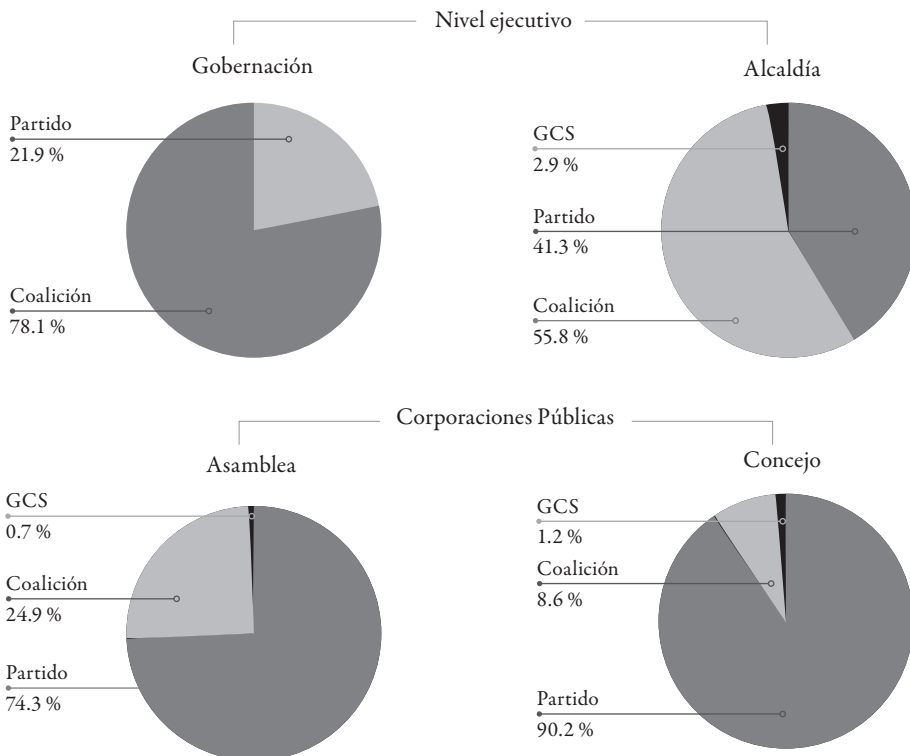 Nivel ejecutivo
Gobernación
Partido
21.9 %
Coalición
78.1 %
Alcaldía
GCS
2.9 %
Partido
41.3 %
Coalición
55.8 %
Corporaciones Públicas
Asamblea
GCS
0.7 %
Coalición
24.9 %
Partido
74.3 %
Concejo
GCS
1.2 %
Coalición
8.6 %
Partido
90.2 %